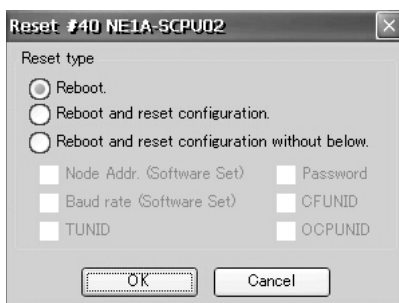 Reset #40 NE1A-SCPU02
Reset type
Reboot.
Reboot and reset configuration.
Reboot and reset configuration without below.
Node Addr. (Software Set) Password
Baud rate (Software Set) CFUNID
TUNID OCPUNID
OK Cancel